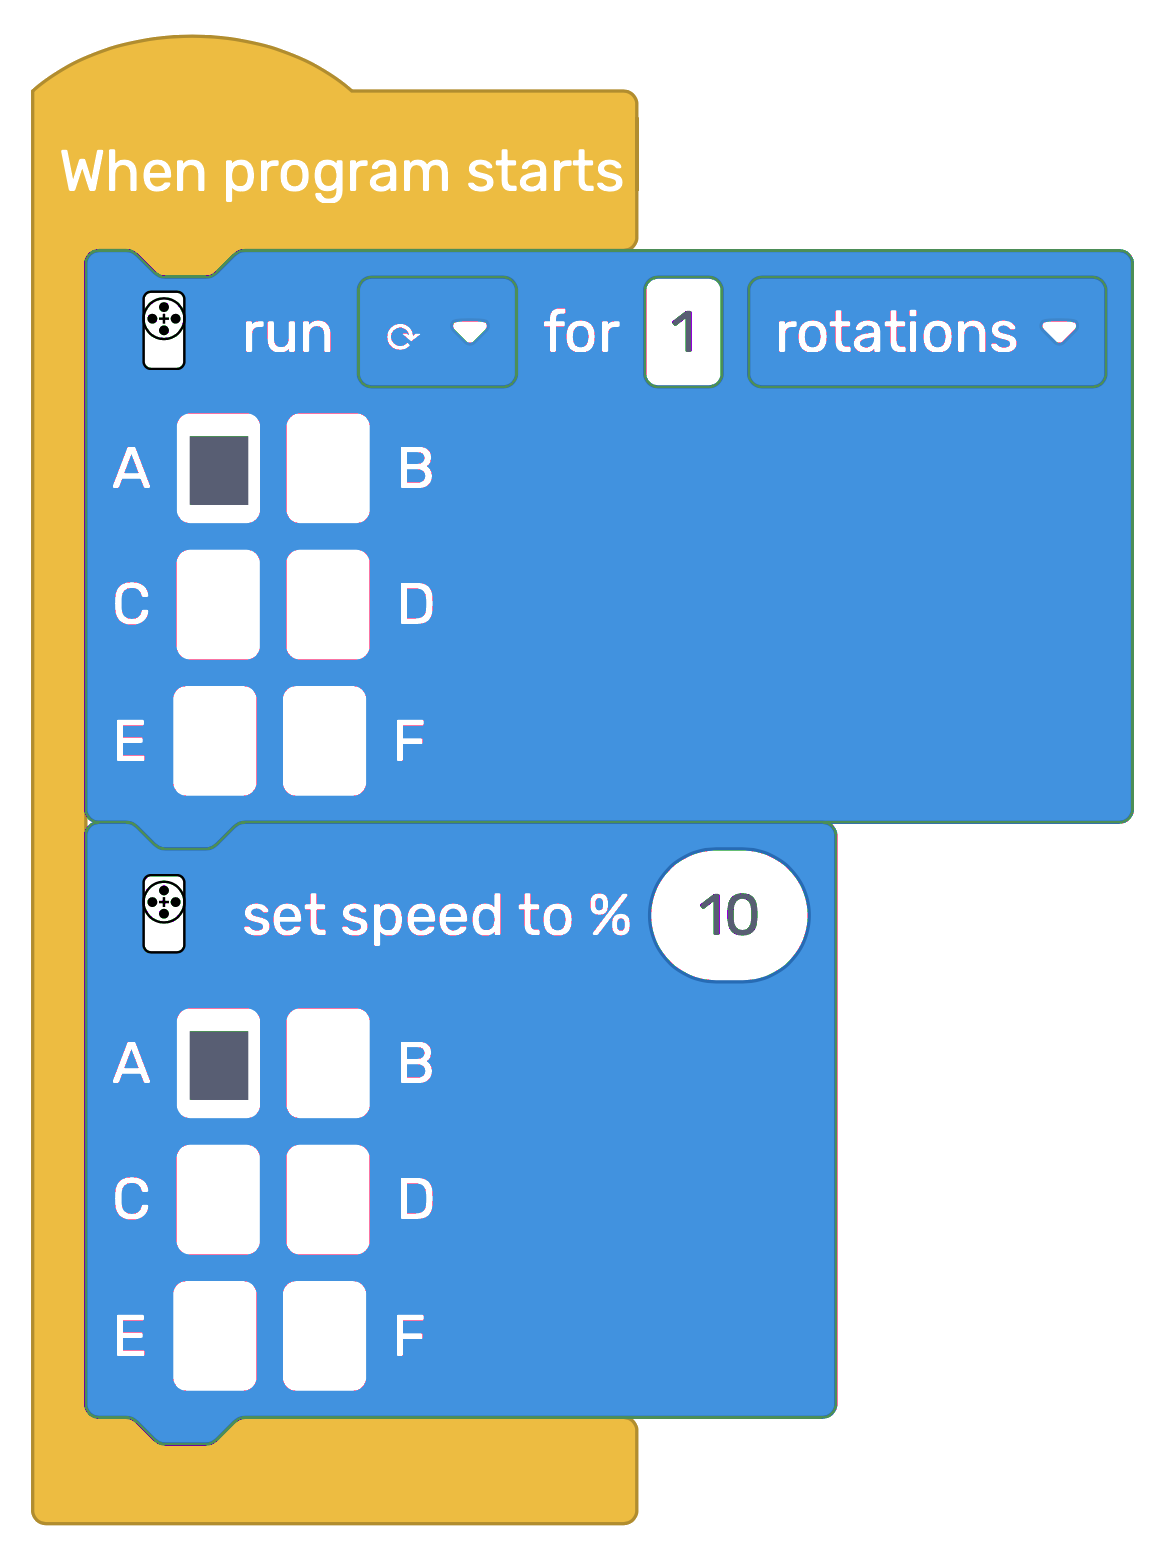 When program starts
run ⟳ for 1 rotations
A B
C D
E F
set speed to % 10
A B
C D
E F